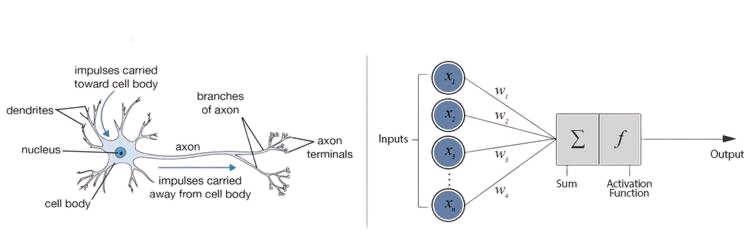 impulses carried
toward cell body
branches
of axon
dendrites
nucleus
axon
axon
terminals
impulses carried
away from cell body
cell body
Inputs
x₁
x₂
x₃
⋮
xₙ
w₁
w₂
w₃
w₄
Σ
f
Sum
Activation
Function
Output